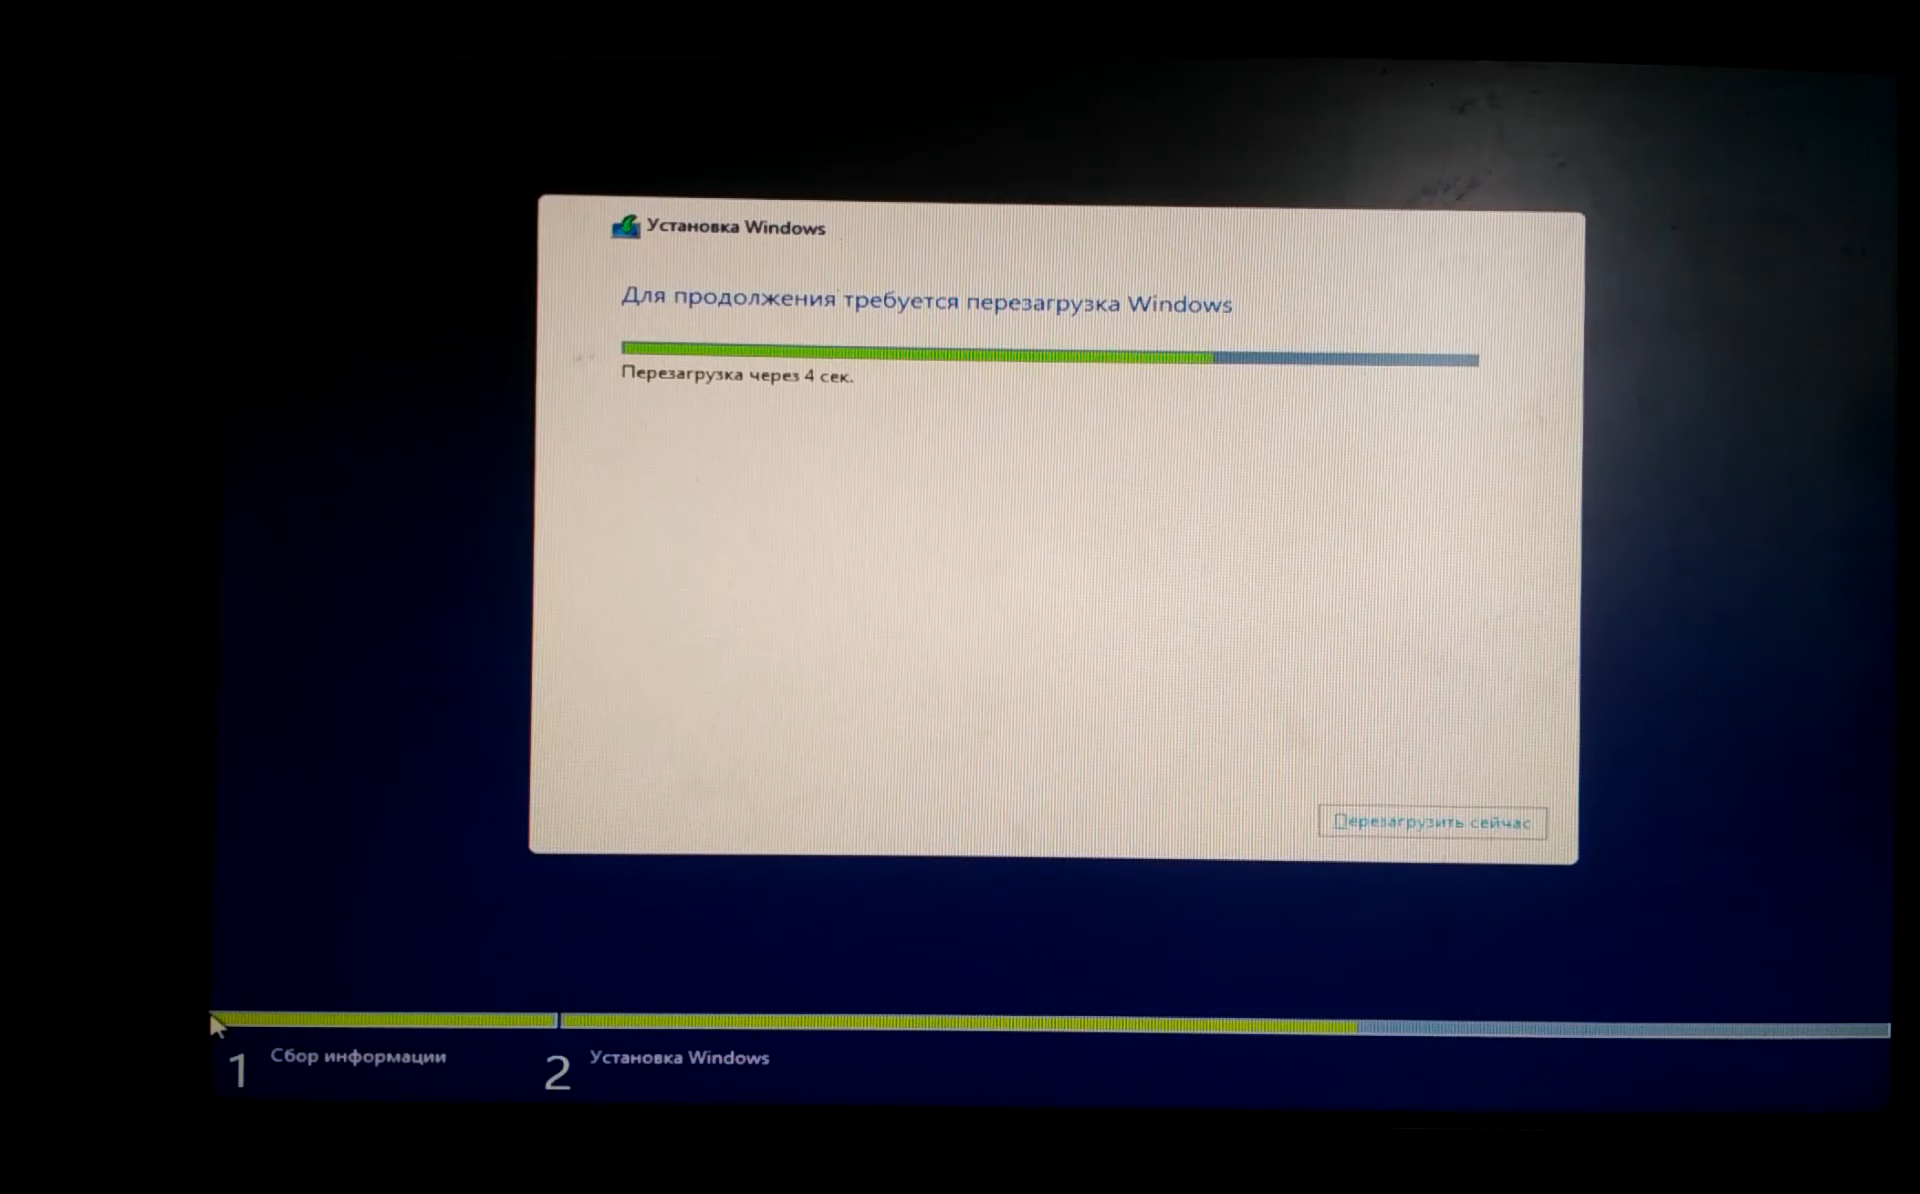 Установка Windows
Для продолжения требуется перезагрузка Windows
Перезагрузка через 4 сек.
Перезагрузить сейчас
1 Сбор информации
2 Установка Windows